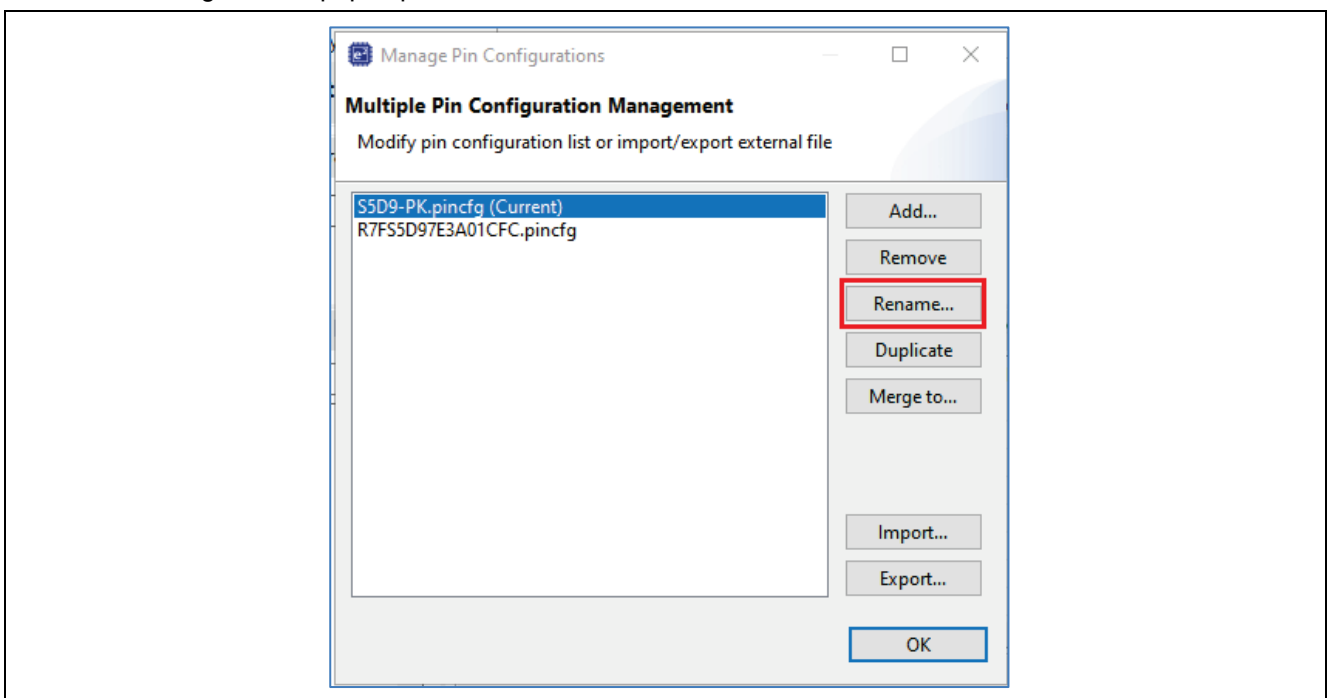 Manage Pin Configurations
Multiple Pin Configuration Management
Modify pin configuration list or import/export external file
S5D9-PK.pincfg (Current)
R7FS5D97E3A01CFC.pincfg
Add...
Remove
Rename...
Duplicate
Merge to...
Import...
Export...
OK